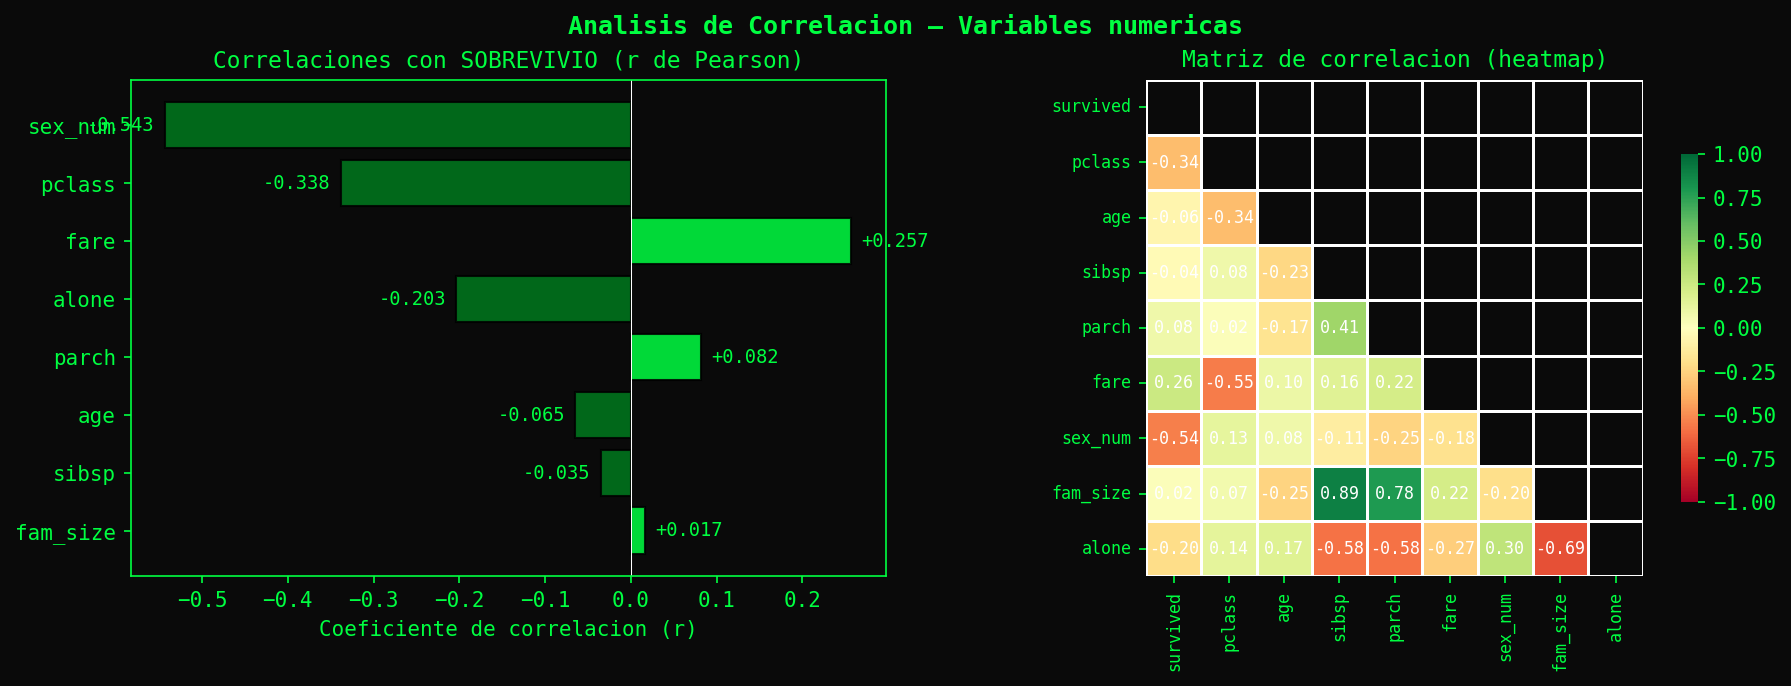 Analisis de Correlacion — Variables numericas
Correlaciones con SOBREVIVIO (r de Pearson)
sex_num -0.543
pclass -0.338
fare +0.257
alone -0.203
parch +0.082
age -0.065
sibsp -0.035
fam_size +0.017
−0.5 −0.4 −0.3 −0.2 −0.1 0.0 0.1 0.2
Coeficiente de correlacion (r)
Matriz de correlacion (heatmap)
survived
pclass -0.34
age -0.06 -0.34
sibsp -0.04 0.08 -0.23
parch 0.08 0.02 -0.17 0.41
fare 0.26 -0.55 0.10 0.16 0.22
sex_num -0.54 0.13 0.08 -0.11 -0.25 -0.18
fam_size 0.02 0.07 -0.25 0.89 0.78 0.22 -0.20
alone -0.20 0.14 0.17 -0.58 -0.58 -0.27 0.30 -0.69
survived pclass age sibsp parch fare sex_num fam_size alone
1.00
0.75
0.50
0.25
0.00
−0.25
−0.50
−0.75
−1.00